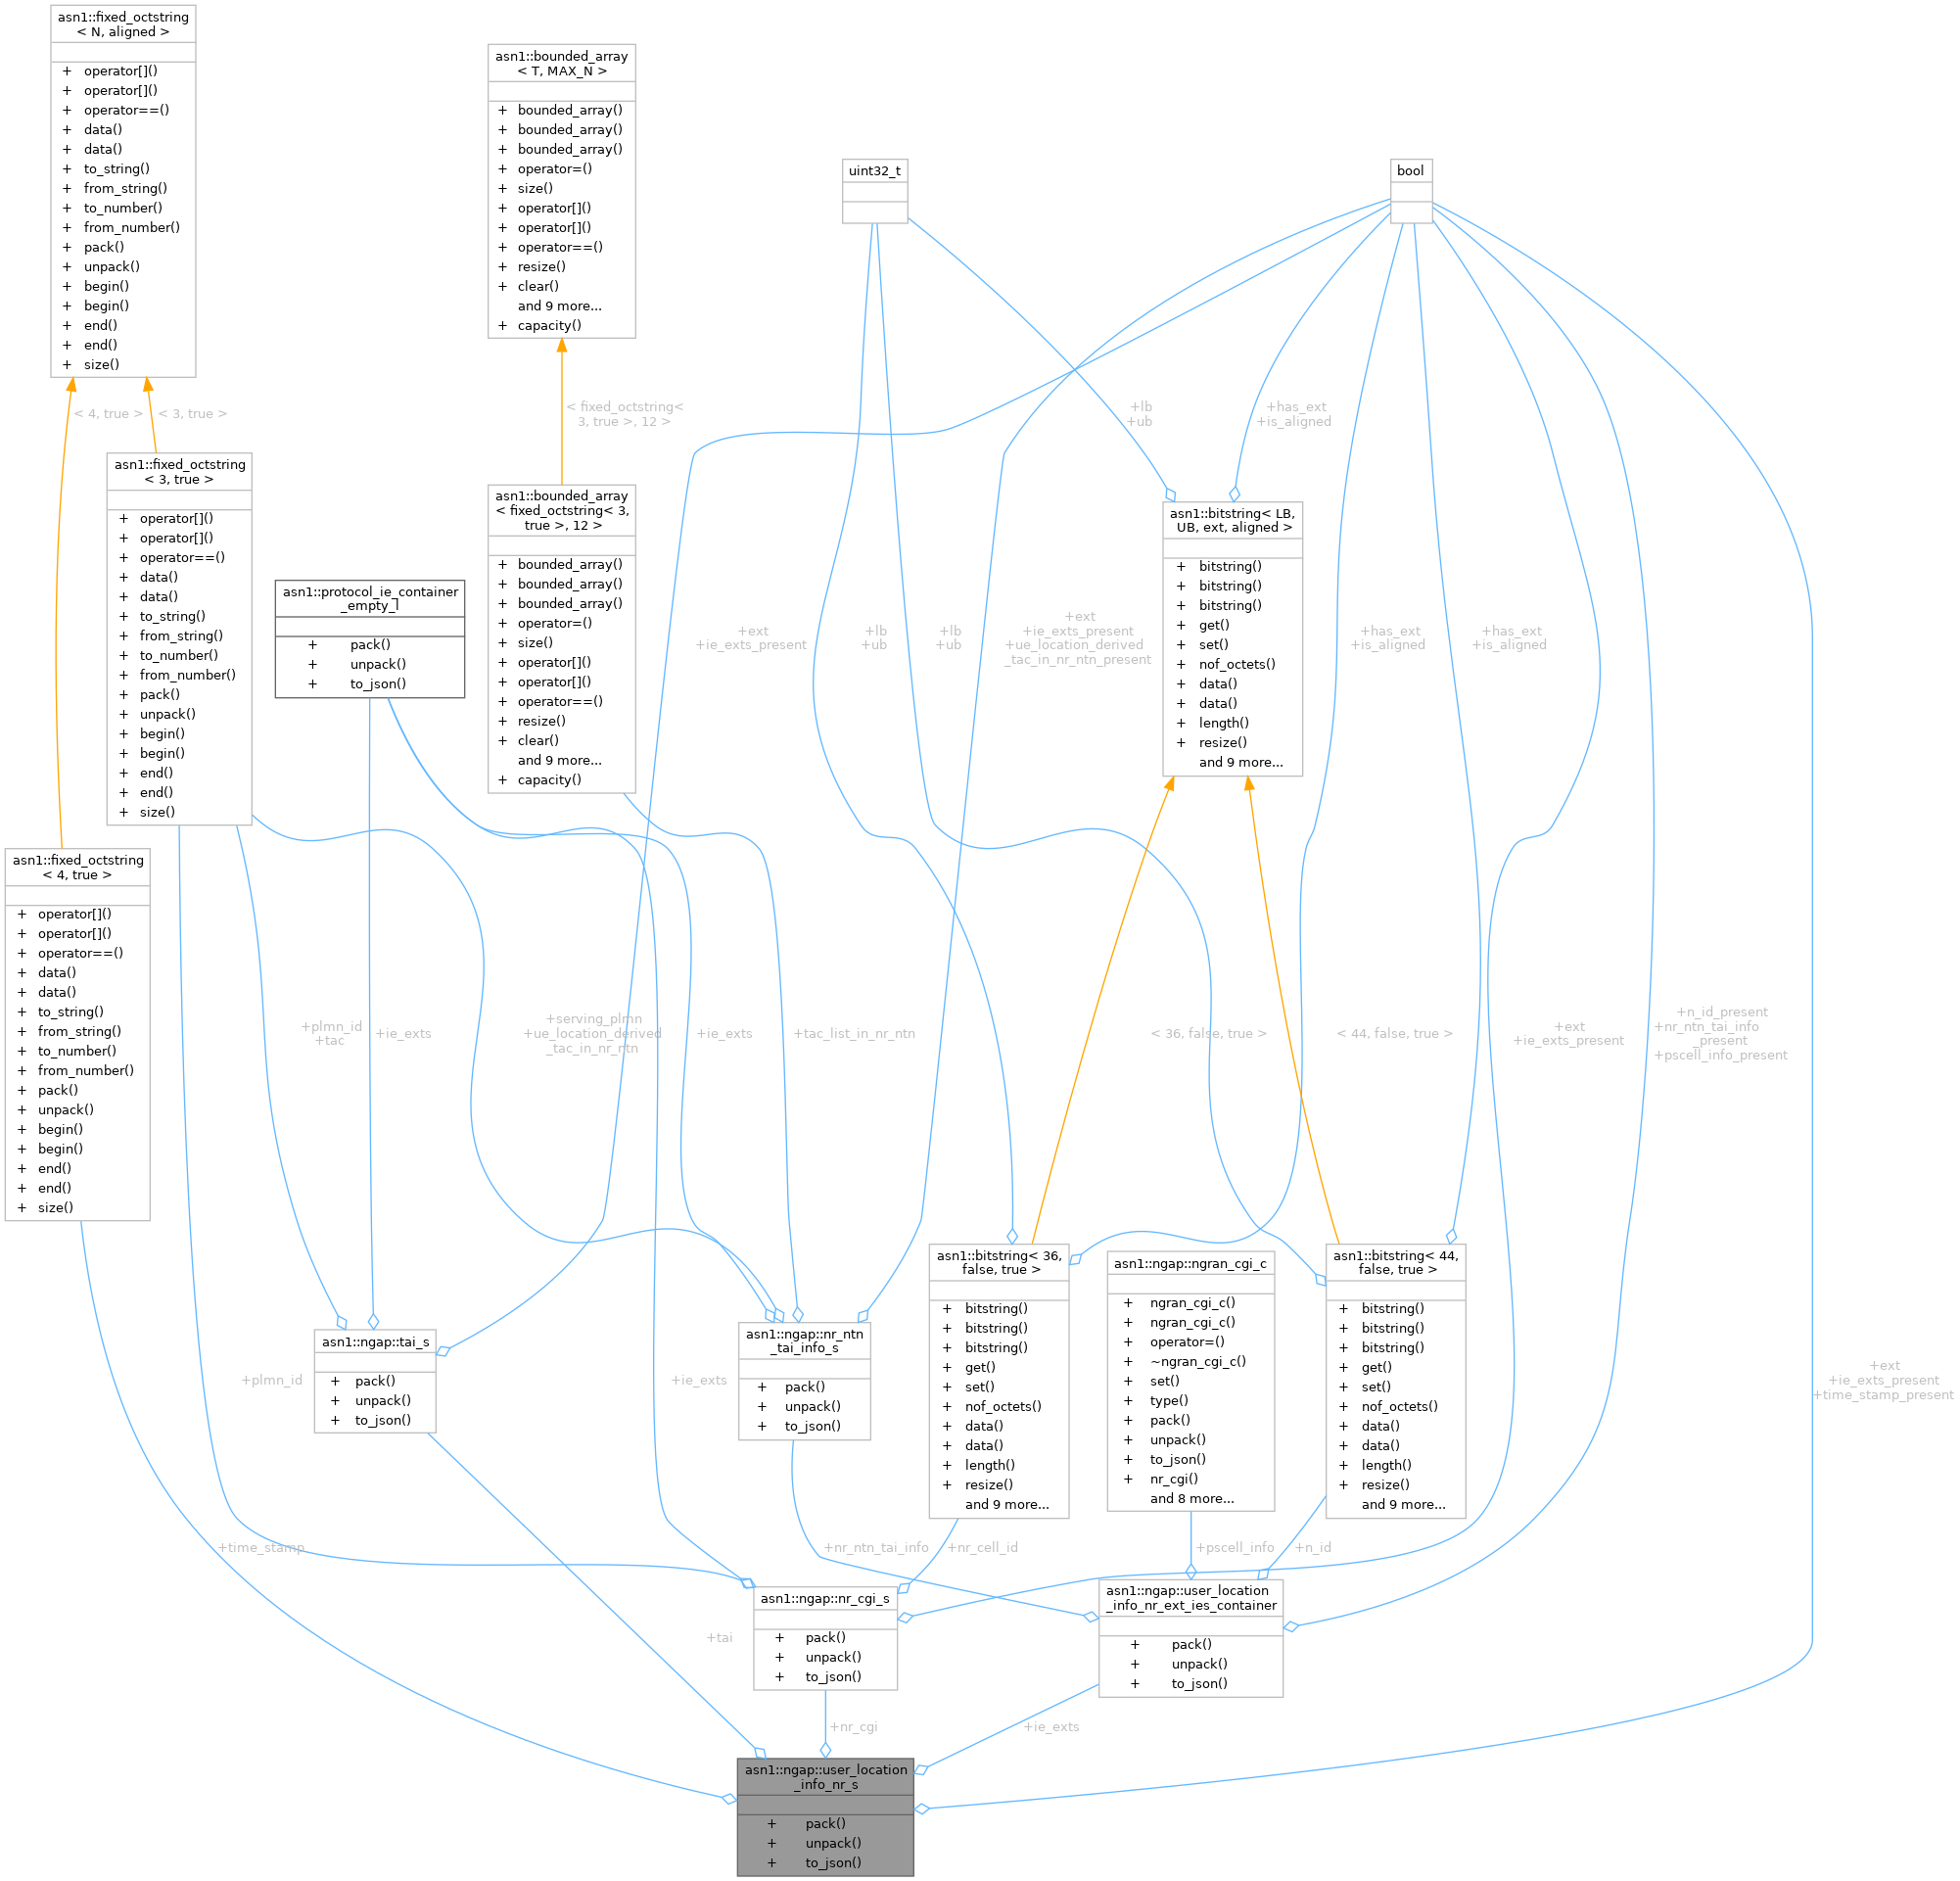 asn1::fixed_octstring
< N, aligned >
+ operator[]()
+ operator[]()
+ operator==()
+ data()
+ data()
+ to_string()
+ from_string()
+ to_number()
+ from_number()
+ pack()
+ unpack()
+ begin()
+ begin()
+ end()
+ end()
+ size()
asn1::bounded_array
< T, MAX_N >
+ bounded_array()
+ bounded_array()
+ bounded_array()
+ operator=()
+ size()
+ operator[]()
+ operator[]()
+ operator==()
+ resize()
+ clear()
and 9 more...
+ capacity()
uint32_t
bool
< 4, true >
< 3, true >
< fixed_octstring<
3, true >, 12 >
+lb
+ub
+has_ext
+is_aligned
asn1::fixed_octstring
< 3, true >
+ operator[]()
+ operator[]()
+ operator==()
+ data()
+ data()
+ to_string()
+ from_string()
+ to_number()
+ from_number()
+ pack()
+ unpack()
+ begin()
+ begin()
+ end()
+ end()
+ size()
asn1::protocol_ie_container
_empty_l
+ pack()
+ unpack()
+ to_json()
asn1::bounded_array
< fixed_octstring< 3,
true >, 12 >
+ bounded_array()
+ bounded_array()
+ bounded_array()
+ operator=()
+ size()
+ operator[]()
+ operator[]()
+ operator==()
+ resize()
+ clear()
and 9 more...
+ capacity()
asn1::bitstring< LB,
UB, ext, aligned >
+ bitstring()
+ bitstring()
+ bitstring()
+ get()
+ set()
+ nof_octets()
+ data()
+ data()
+ length()
+ resize()
and 9 more...
+ext
+ie_exts_present
+lb
+ub
+lb
+ub
+ext
+ie_exts_present
+ue_location_derived
_tac_in_nr_ntn_present
+has_ext
+is_aligned
+has_ext
+is_aligned
asn1::fixed_octstring
< 4, true >
+ operator[]()
+ operator[]()
+ operator==()
+ data()
+ data()
+ to_string()
+ from_string()
+ to_number()
+ from_number()
+ pack()
+ unpack()
+ begin()
+ begin()
+ end()
+ end()
+ size()
+plmn_id
+tac
+ie_exts
+serving_plmn
+ue_location_derived
_tac_in_nr_ntn
+ie_exts
+tac_list_in_nr_ntn
< 36, false, true >
< 44, false, true >
+ext
+ie_exts_present
+n_id_present
+nr_ntn_tai_info
_present
+pscell_info_present
asn1::ngap::tai_s
+ pack()
+ unpack()
+ to_json()
asn1::ngap::nr_ntn
_tai_info_s
+ pack()
+ unpack()
+ to_json()
asn1::bitstring< 36,
false, true >
+ bitstring()
+ bitstring()
+ bitstring()
+ get()
+ set()
+ nof_octets()
+ data()
+ data()
+ length()
+ resize()
and 9 more...
asn1::ngap::ngran_cgi_c
+ ngran_cgi_c()
+ ngran_cgi_c()
+ operator=()
+ ~ngran_cgi_c()
+ set()
+ type()
+ pack()
+ unpack()
+ to_json()
+ nr_cgi()
and 8 more...
asn1::bitstring< 44,
false, true >
+ bitstring()
+ bitstring()
+ bitstring()
+ get()
+ set()
+ nof_octets()
+ data()
+ data()
+ length()
+ resize()
and 9 more...
+plmn_id
+ie_exts
+ext
+ie_exts_present
+time_stamp_present
+time_stamp
+nr_ntn_tai_info
+nr_cell_id
+pscell_info
+n_id
+tai
asn1::ngap::nr_cgi_s
+ pack()
+ unpack()
+ to_json()
asn1::ngap::user_location
_info_nr_ext_ies_container
+ pack()
+ unpack()
+ to_json()
+nr_cgi
+ie_exts
asn1::ngap::user_location
_info_nr_s
+ pack()
+ unpack()
+ to_json()